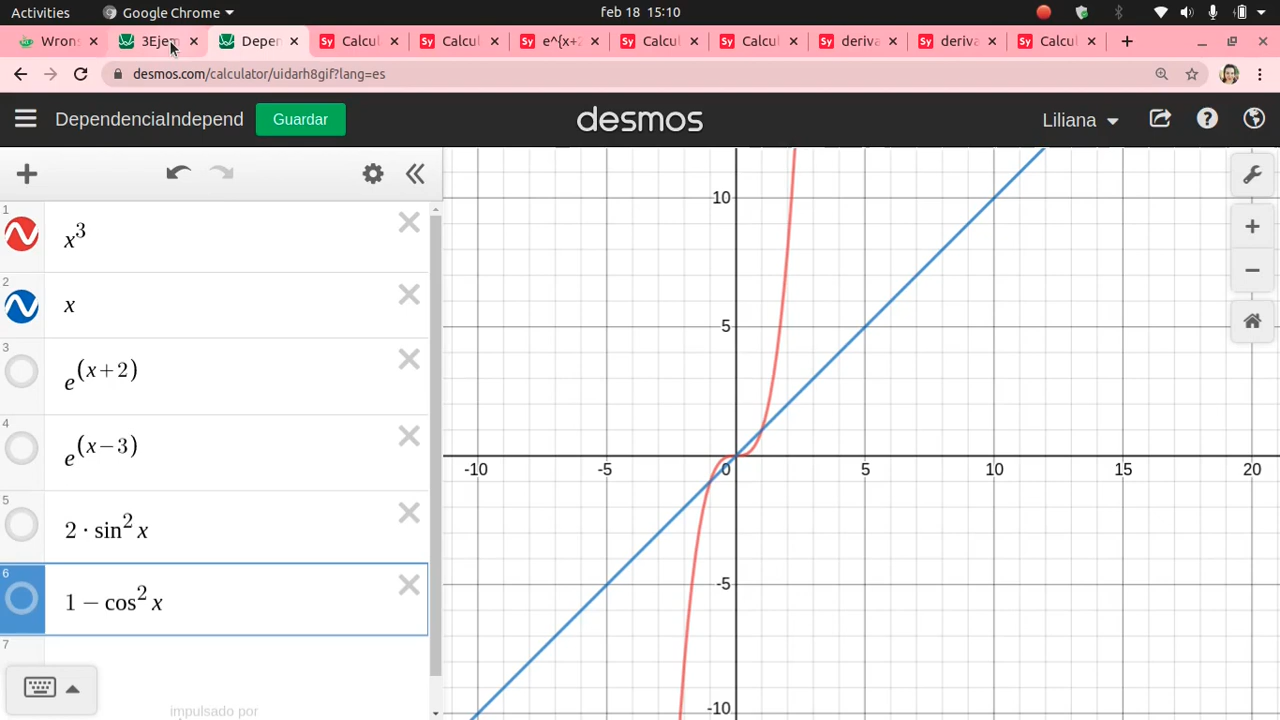 Activities Google Chrome feb 18 15:10
Wrons 3Ejem Depen Calcul Calcul e^{x+2 Calcul Calcul deriva deriva Calcul
desmos.com/calculator/uidarh8gif?lang=es
DependenciaIndepend Guardar desmos Liliana
1 x^3
2 x
3 e^(x+2)
4 e^(x−3)
5 2·sin^2 x
6 1−cos^2 x
7
impulsado por
10
5
-10 -5 0 5 10 15 20
-5
-10